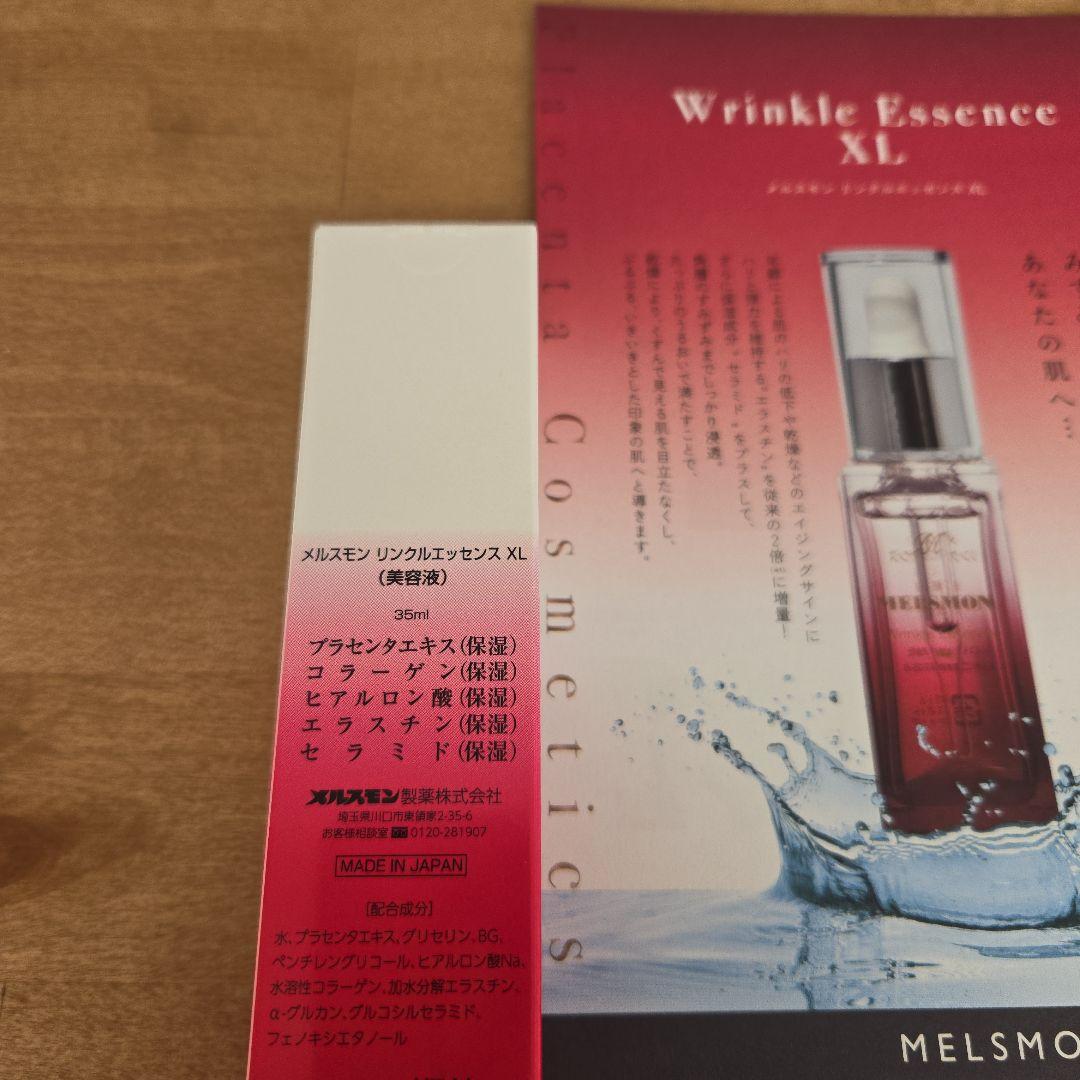 メルスモン リンクルエッセンス XL
(美容液)
35ml
プラセンタエキス(保湿)
コラーゲン(保湿)
ヒアルロン酸(保湿)
エラスチン(保湿)
セラミド(保湿)
メルスモン製薬株式会社
埼玉県川口市東領家2-35-6
お客様相談室 0120-281907
MADE IN JAPAN
[配合成分]
水、プラセンタエキス、グリセリン、BG、
ペンチレングリコール、ヒアルロン酸Na、
水溶性コラーゲン、加水分解エラスチン、
α-グルカン、グルコシルセラミド、
フェノキシエタノール
Placenta Cosmetics
Wrinkle Essence
XL
メルスモン リンクルエッセンス XL
あなたの肌へ…
年齢による肌のハリの低下や乾燥などのエイジングサインに
ハリと弾力を維持する"エラスチン"を従来の2倍に増量!
さらに保湿成分"セラミド"をプラスして、
角層のすみずみまでしっかり浸透。
たっぷりのうるおいで満たすことで、
乾燥により、くすんで見える肌を目立たなくし、
ぷるぷる、いきいきとした印象の肌へと導きます。
MELSMON
MELSMO